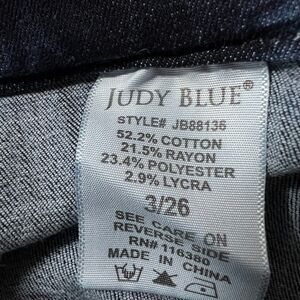 JUDY BLUE®
STYLE# JB88136
52.2% COTTON
21.5% RAYON
23.4% POLYESTER
2.9% LYCRA
3/26
SEE CARE ON
REVERSE SIDE
RN# 116380
MADE IN CHINA